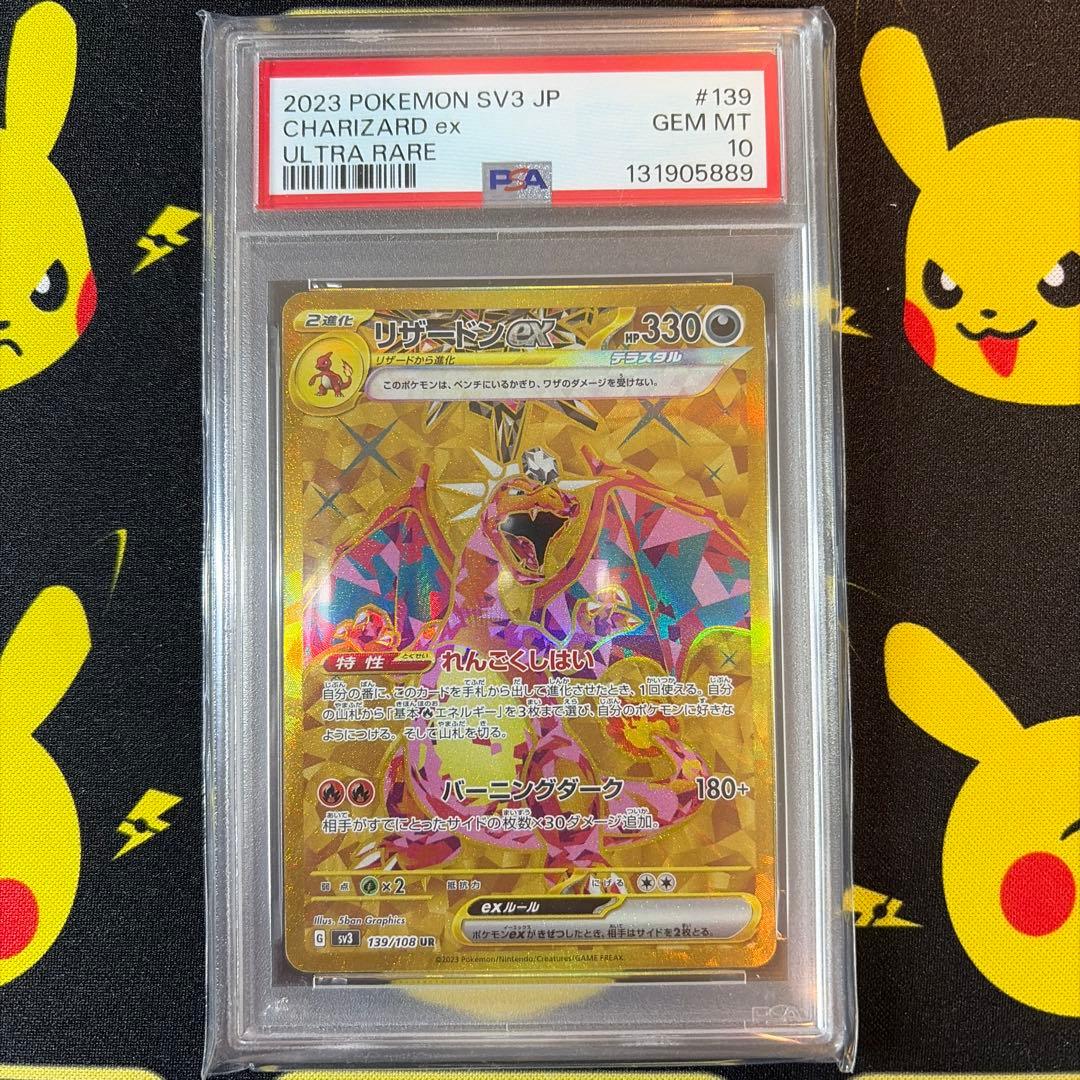 2023 POKEMON SV3 JP #139
CHARIZARD ex GEM MT
ULTRA RARE 10
PSA 131905889
2進化 リザードンex HP330
リザードから進化 テラスタル
このポケモンは、ベンチにいるかぎり、ワザのダメージを受けない。
特性 とくせい れんごくしはい
自分の番に、このカードを手札から出して進化させたとき、1回使える。自分
の山札から「基本エネルギー」を3枚まで選び、自分のポケモンに好きな
ようにつける。そして山札を切る。
バーニングダーク 180+
相手がすでにとったサイドの枚数×30ダメージ追加。
弱点 ×2 抵抗力 にげる
exルール
ポケモンexがきぜつしたとき、相手はサイドを2枚とる。
Illus. 5ban Graphics
G sv3 139/108 UR
©2023 Pokémon/Nintendo/Creatures/GAME FREAK.